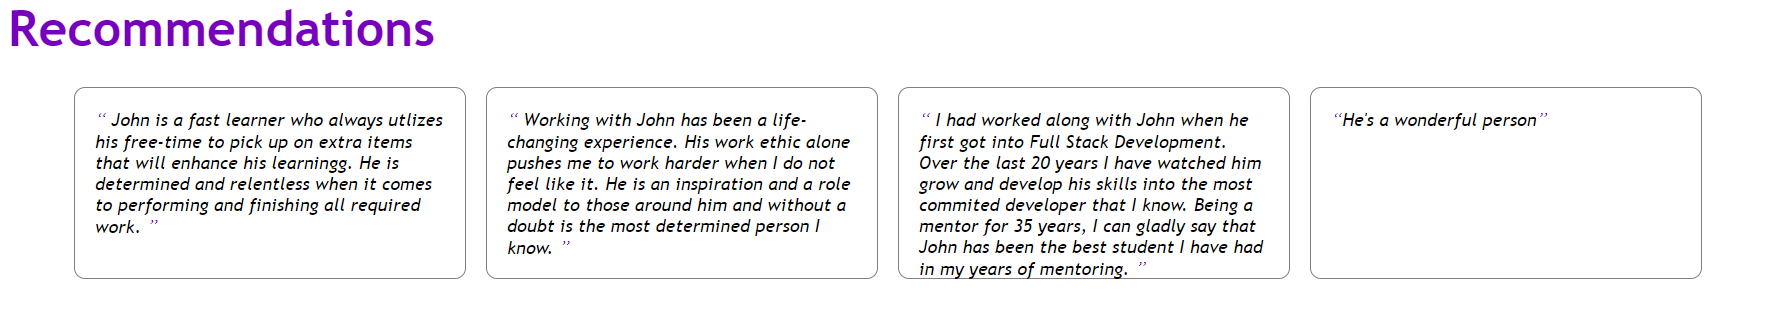 Recommendations
“ John is a fast learner who always utlizes
his free-time to pick up on extra items
that will enhance his learningg. He is
determined and relentless when it comes
to performing and finishing all required
work. ”
“ Working with John has been a life-
changing experience. His work ethic alone
pushes me to work harder when I do not
feel like it. He is an inspiration and a role
model to those around him and without a
doubt is the most determined person I
know. ”
“ I had worked along with John when he
first got into Full Stack Development.
Over the last 20 years I have watched him
grow and develop his skills into the most
commited developer that I know. Being a
mentor for 35 years, I can gladly say that
John has been the best student I have had
in my years of mentoring. ”
“He's a wonderful person”